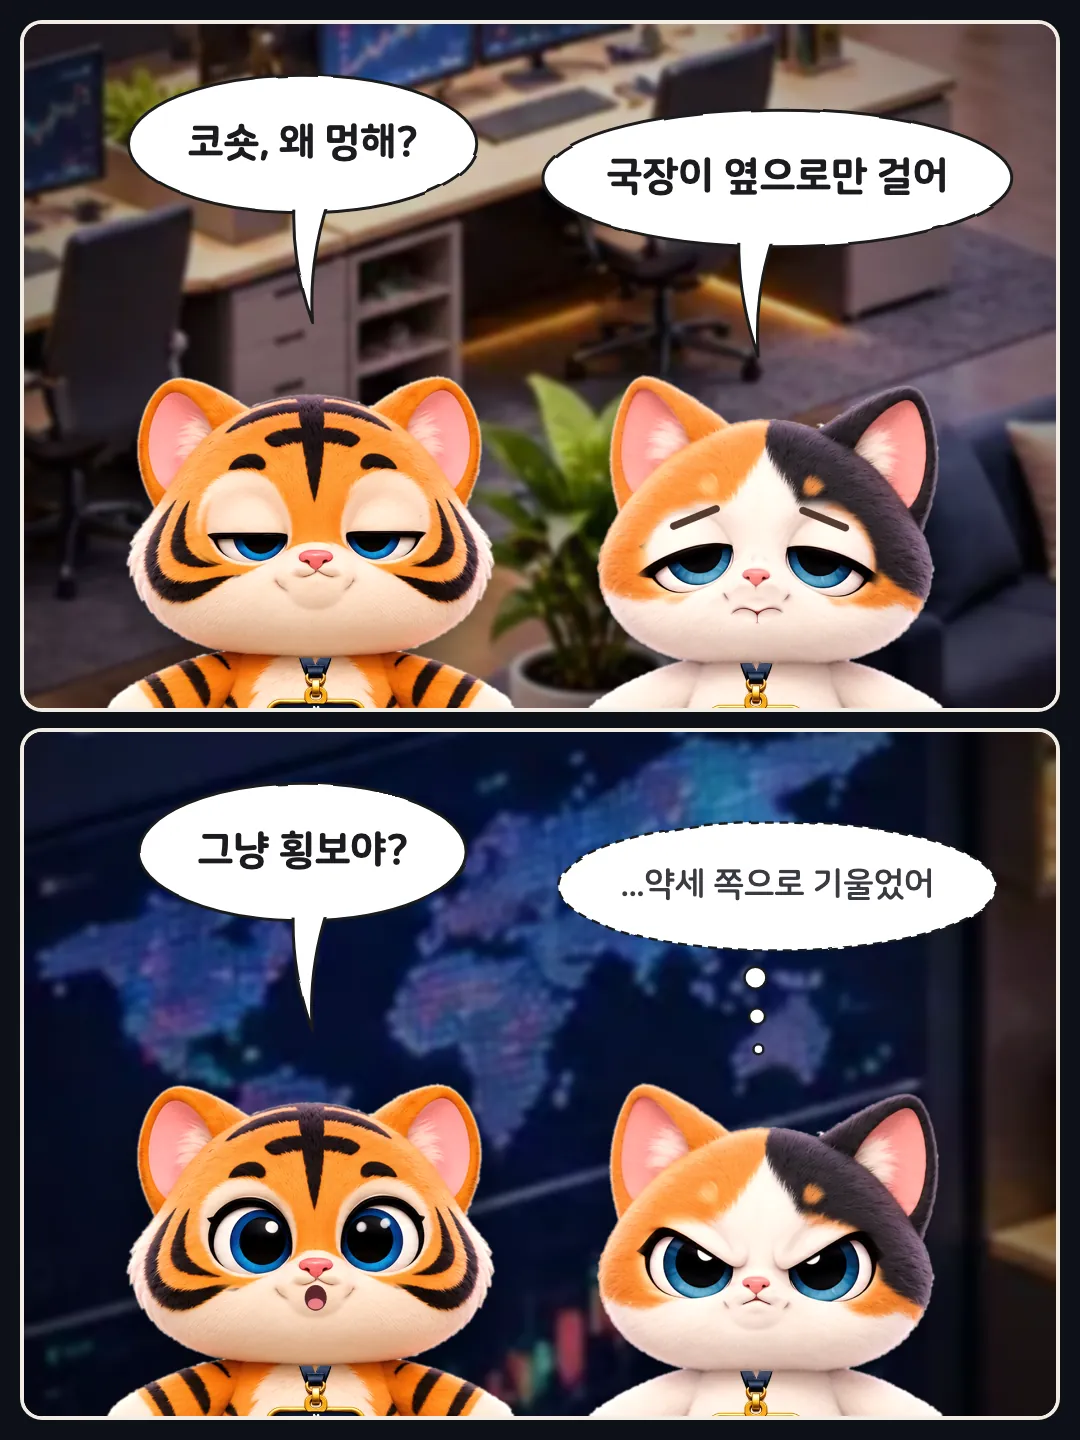 코숏, 왜 멍해?
국장이 옆으로만 걸어
그냥 횡보야?
...약세 쪽으로 기울었어